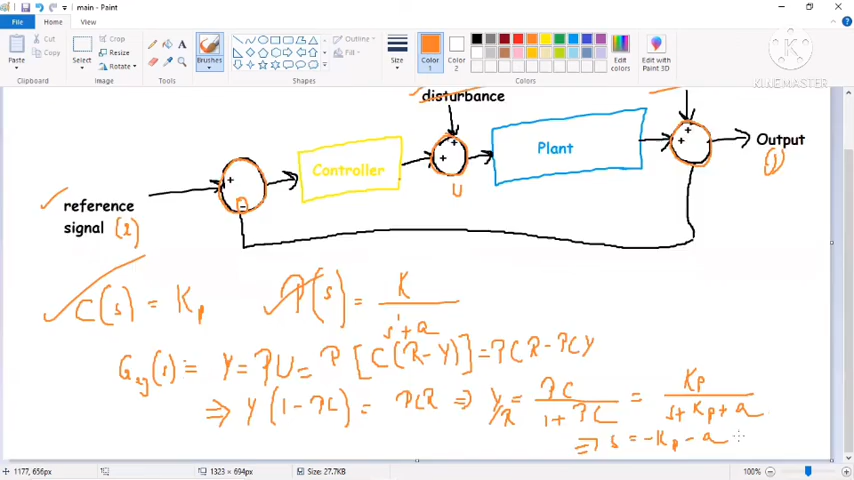 main - Paint
File Home View
Cut
Copy
Paste
Clipboard
Select
Crop
Resize
Rotate
Image
Tools
Brushes
Shapes
Outline
Fill
Size
Color 1
Color 2
Colors
Edit colors
Edit with Paint 3D
K
KINEMASTER
disturbance
Controller
Plant
Output
(1)
U
reference signal (2)
C(s) = Kp P(s) = K / s+a
Y = PU = P[C(R-Y)] = PCR - PCY
⇒ Y(1-PC) = PCR ⇒ Y/R = PC / 1+PC = Kp / s+Kp+a
⇒ s = -Kp - a
1177, 656px
1323 × 694px
Size: 27.7KB
100%